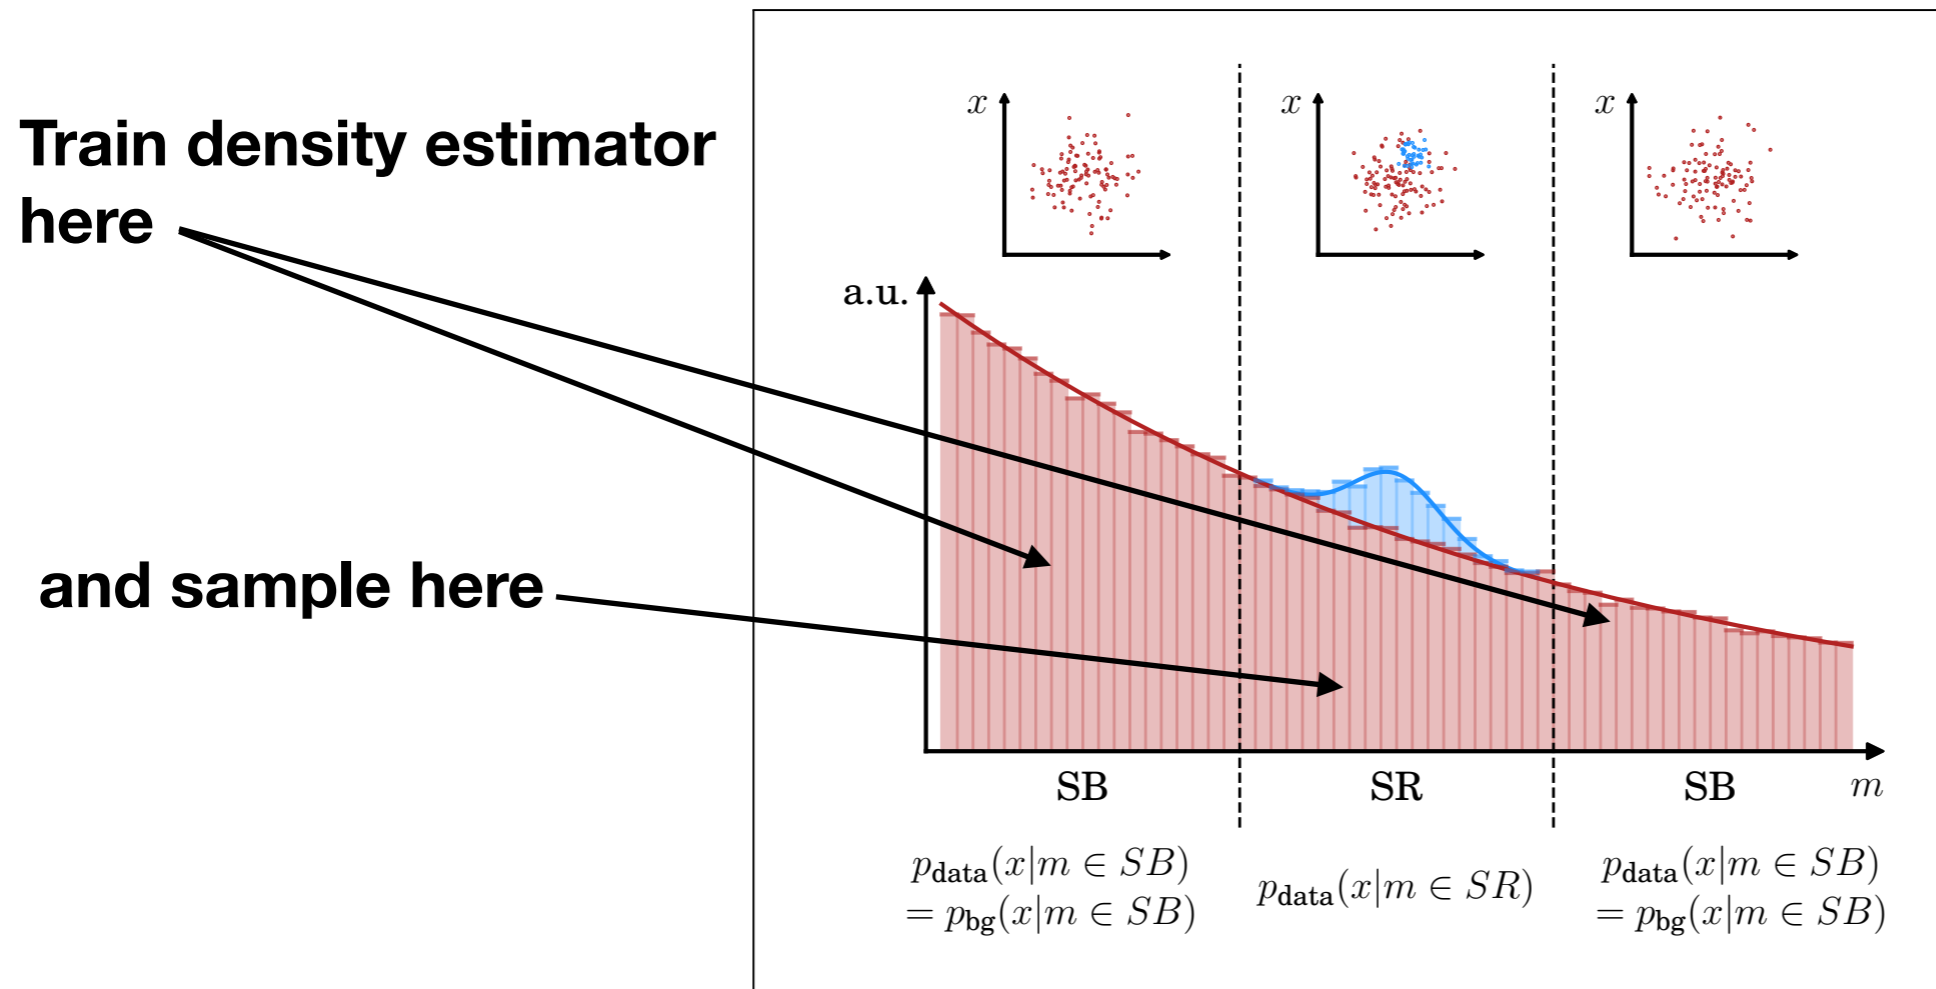 Train density estimator
here
and sample here
x
x
x
a.u.
SB
SR
SB
m
p_data(x|m ∈ SB)
= p_bg(x|m ∈ SB)
p_data(x|m ∈ SR)
p_data(x|m ∈ SB)
= p_bg(x|m ∈ SB)